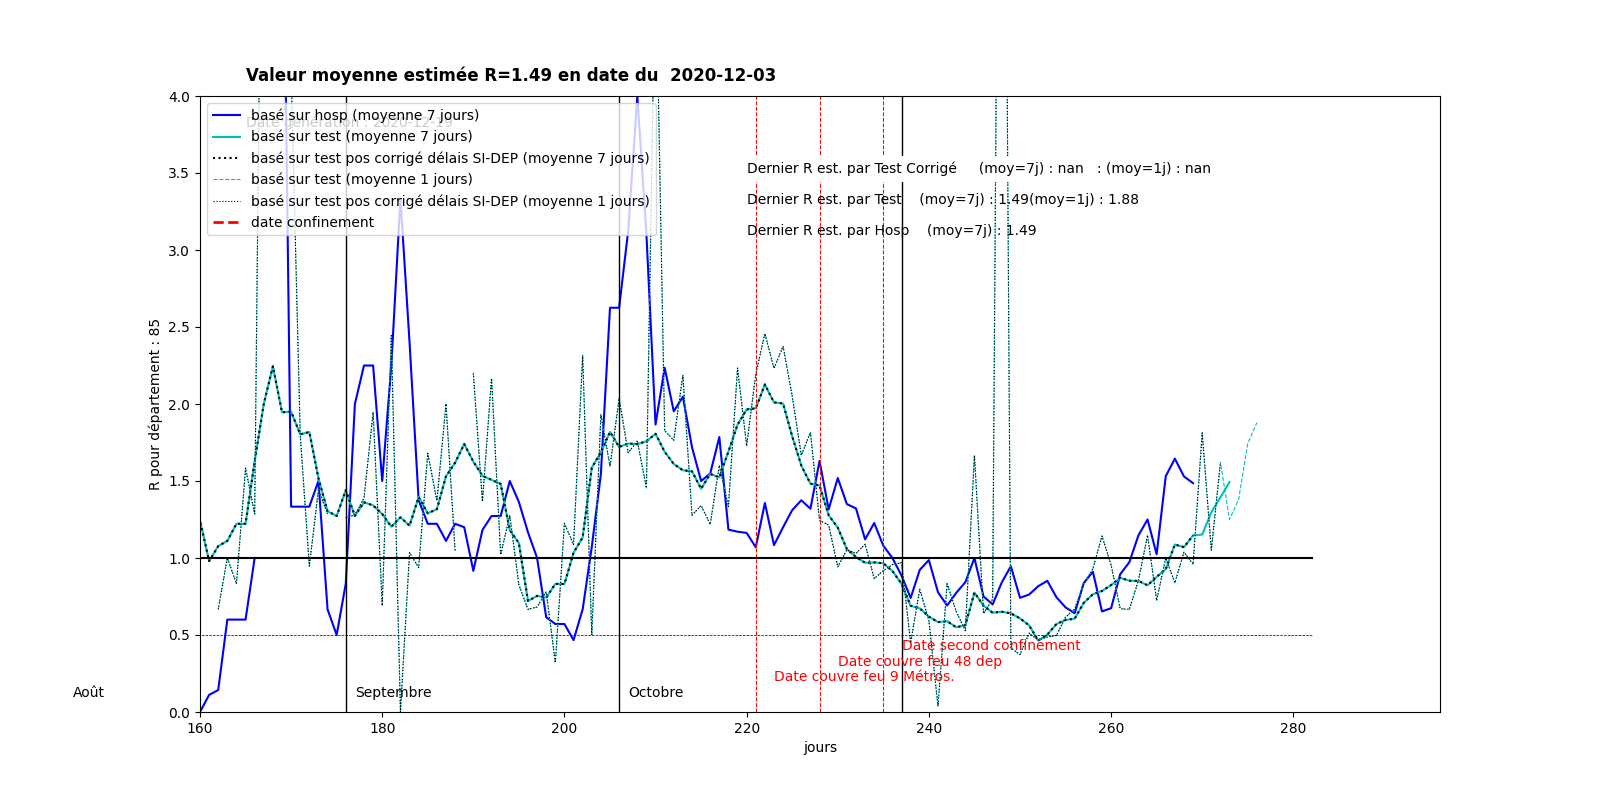 Valeur moyenne estimée R=1.49 en date du  2020-12-03
4.0
3.5
3.0
2.5
2.0
1.5
1.0
0.5
0.0
R pour département : 85
basé sur hosp (moyenne 7 jours)
basé sur test (moyenne 7 jours)
basé sur test pos corrigé délais SI-DEP (moyenne 7 jours)
basé sur test (moyenne 1 jours)
basé sur test pos corrigé délais SI-DEP (moyenne 1 jours)
date confinement
Dernier R est. par Test Corrigé     (moy=7j) : nan   : (moy=1j) : nan
Dernier R est. par Test    (moy=7j) : 1.49(moy=1j) : 1.88
Dernier R est. par Hosp    (moy=7j) : 1.49
Date second confinement
Date couvre feu 48 dep
Date couvre feu 9 Métros.
Août
Septembre
Octobre
160
180
200
220
240
260
280
jours